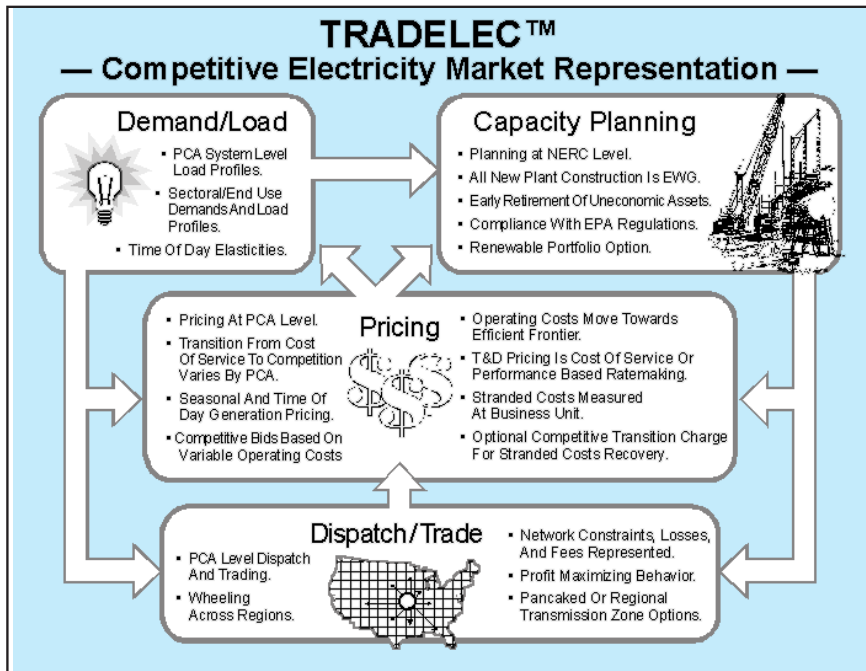 TRADELEC™
— Competitive Electricity Market Representation —
Demand/Load
▪ PCA System Level
Load Profiles.
▪ Sectoral/End Use
Demands And Load
Profiles.
▪ Time Of Day Elasticities.
Capacity Planning
▪ Planning at NERC Level.
▪ All New Plant Construction Is EWG.
▪ Early Retirement Of Uneconomic Assets.
▪ Compliance With EPA Regulations.
▪ Renewable Portfolio Option.
Pricing
▪ Pricing At PCA Level.
▪ Transition From Cost
Of Service To Competition
Varies By PCA.
▪ Seasonal And Time Of
Day Generation Pricing.
▪ Competitive Bids Based On
Variable Operating Costs
$$$
▪ Operating Costs Move Towards
Efficient Frontier.
▪ T&D Pricing Is Cost Of Service Or
Performance Based Ratemaking.
▪ Stranded Costs Measured
At Business Unit.
▪ Optional Competitive Transition Charge
For Stranded Costs Recovery.
Dispatch/Trade
▪ PCA Level Dispatch
And Trading.
▪ Wheeling
Across Regions.
▪ Network Constraints, Losses,
And Fees Represented.
▪ Profit Maximizing Behavior.
▪ Pancaked Or Regional
Transmission Zone Options.